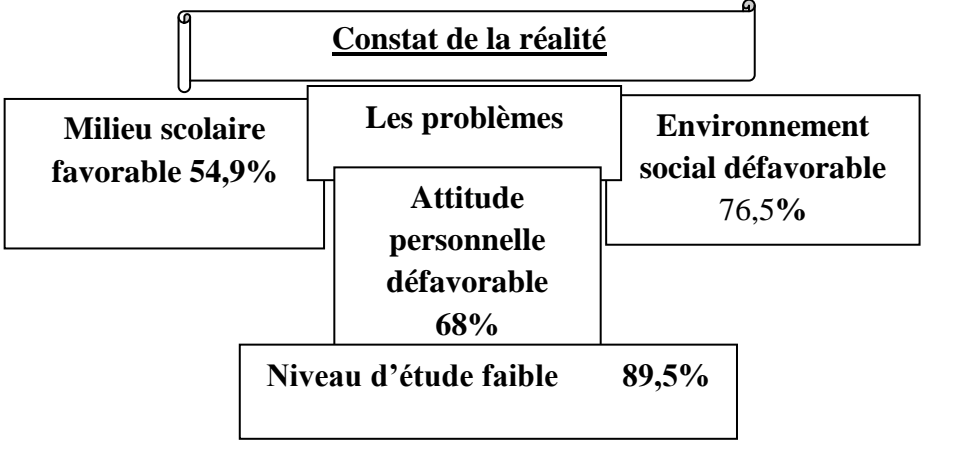 Constat de la réalité
Milieu scolaire
favorable 54,9%
Les problèmes
Environnement
social défavorable
76,5%
Attitude
personnelle
défavorable
68%
Niveau d’étude faible 89,5%